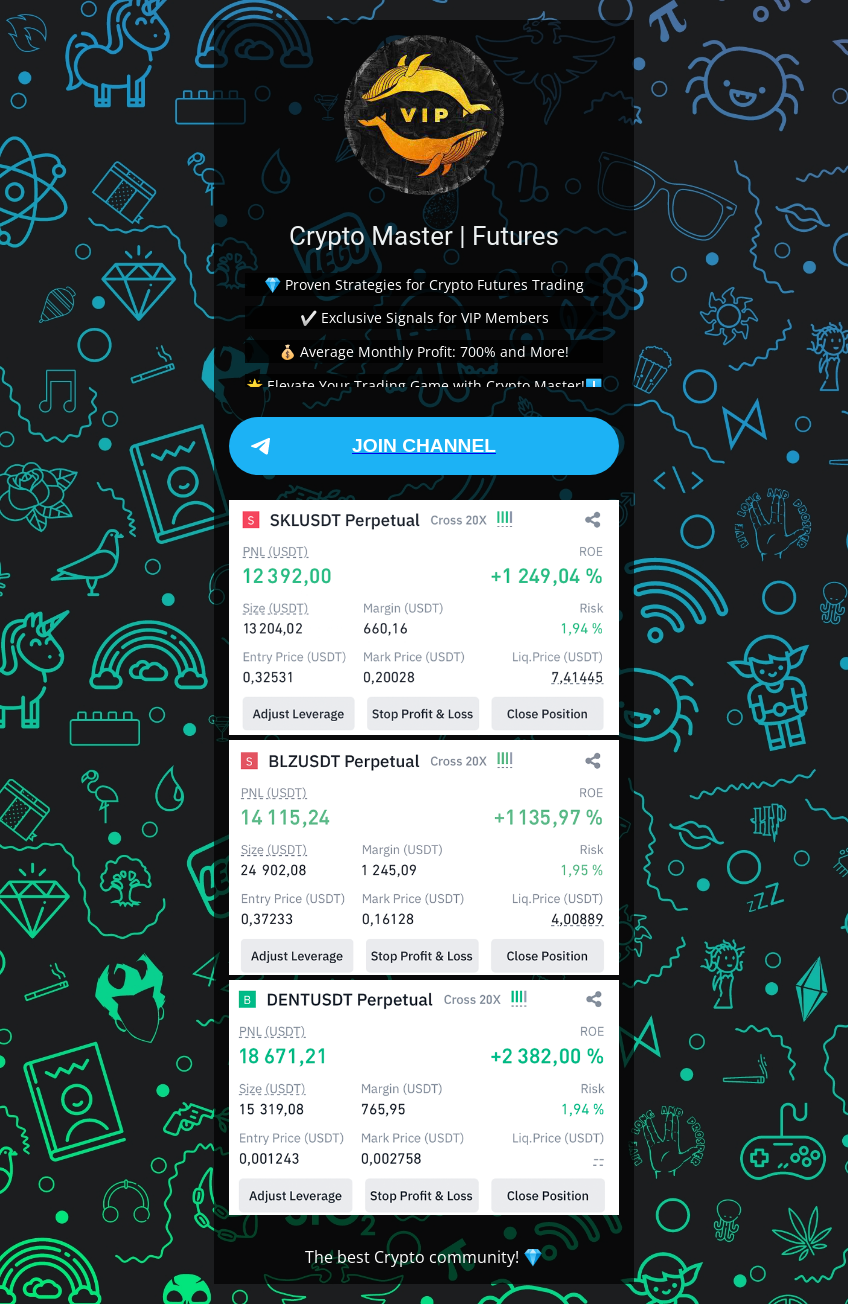 VIP
Crypto Master | Futures
💎 Proven Strategies for Crypto Futures Trading
✔️ Exclusive Signals for VIP Members
💰 Average Monthly Profit: 700% and More!
🌟 Elevate Your Trading Game with Crypto Master!⬇️
JOIN CHANNEL
S SKLUSDT Perpetual Cross 20X
PNL (USDT) ROE
12 392,00 +1 249,04 %
Size (USDT) Margin (USDT) Risk
13 204,02 660,16 1,94 %
Entry Price (USDT) Mark Price (USDT) Liq.Price (USDT)
0,32531 0,20028 7,41445
Adjust Leverage Stop Profit & Loss Close Position
S BLZUSDT Perpetual Cross 20X
PNL (USDT) ROE
14 115,24 +1135,97 %
Size (USDT) Margin (USDT) Risk
24 902,08 1 245,09 1,95 %
Entry Price (USDT) Mark Price (USDT) Liq.Price (USDT)
0,37233 0,16128 4,00889
Adjust Leverage Stop Profit & Loss Close Position
B DENTUSDT Perpetual Cross 20X
PNL (USDT) ROE
18 671,21 +2 382,00 %
Size (USDT) Margin (USDT) Risk
15 319,08 765,95 1,94 %
Entry Price (USDT) Mark Price (USDT) Liq.Price (USDT)
0,001243 0,002758 --
Adjust Leverage Stop Profit & Loss Close Position
The best Crypto community! 💎